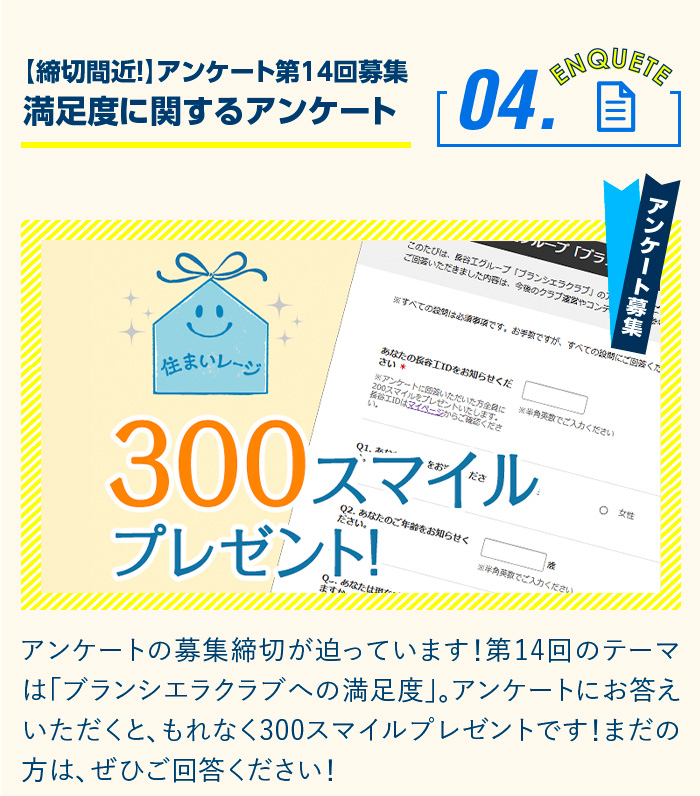 【締切間近!】アンケート第14回募集
満足度に関するアンケート
04.
ENQUETE
アンケート募集
住まいレージ
300スマイル
プレゼント!
このたびは、長谷工グループ「ブランシエラクラブ」のア
ご回答いただきました内容は、今後のクラブ運営やコンテ
※すべての設問は必須事項です。お手数ですが、すべての設問にご回答くだ
あなたの長谷工IDをお知らせくだ
さい *
※アンケートに回答いただいた方全員に
200スマイルをプレゼントいたします。
長谷工IDはマイページからご確認くださ
い。
※半角英数でご入力ください
女性
Q2. あなたのご年齢をお知らせく
ださい。
歳
※半角英数でご入力ください
アンケートの募集締切が迫っています!第14回のテーマ
は「ブランシエラクラブへの満足度」。アンケートにお答え
いただくと、もれなく300スマイルプレゼントです!まだの
方は、ぜひご回答ください!